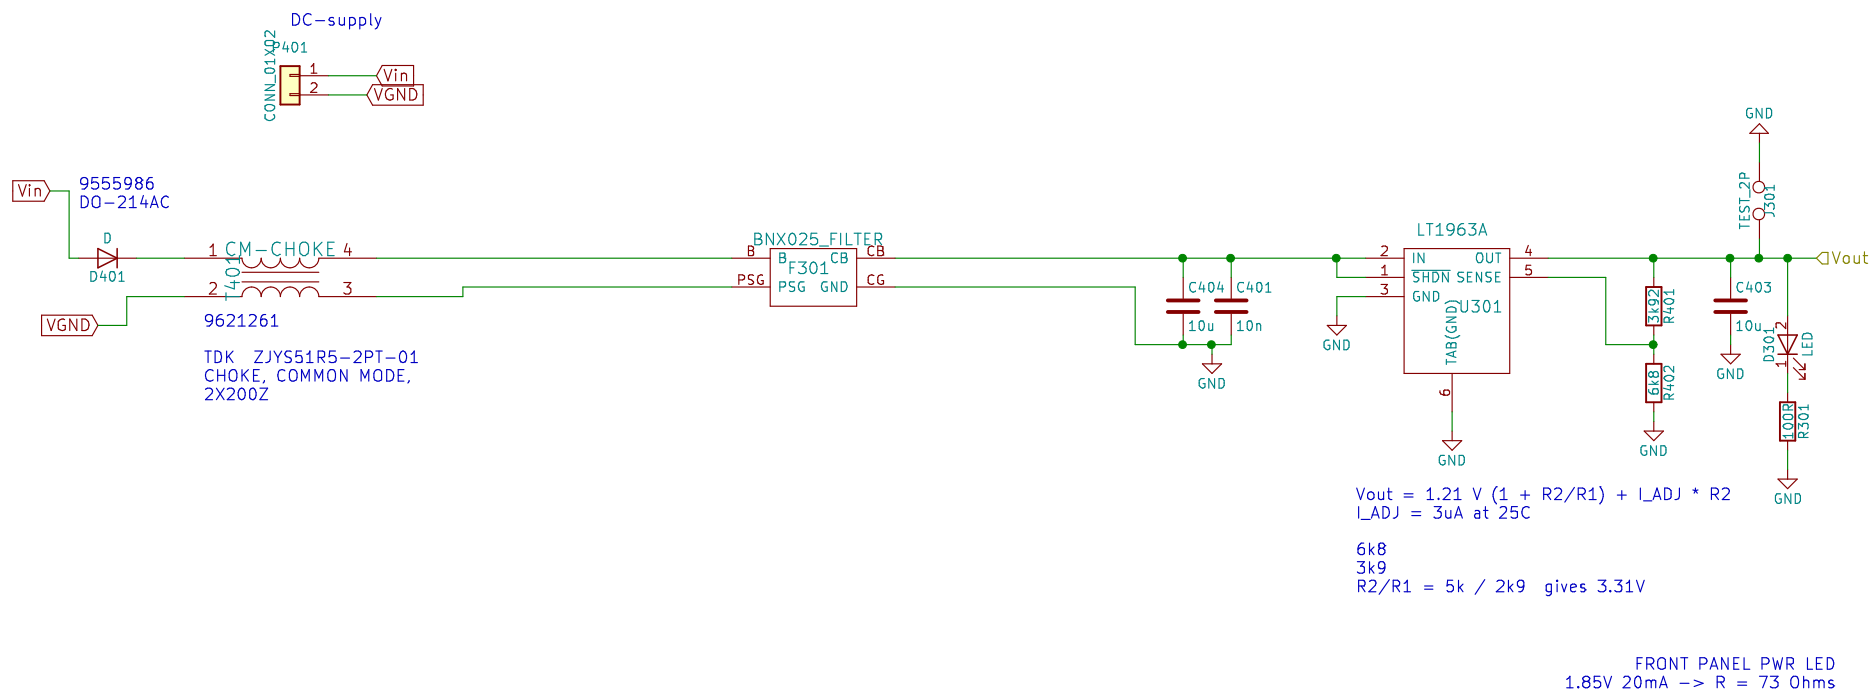 DC-supply
P401
CONN_01X02
1
Vin
2
VGND
Vin
9555986
DO-214AC
D
D401
1
CM-CHOKE
4
T401
2
3
VGND
9621261
TDK ZJYS51R5-2PT-01
CHOKE, COMMON MODE,
2X200Z
BNX025_FILTER
B
B
CB
CB
F301
PSG
PSG
GND
CG
C404
10u
C401
10n
GND
GND
LT1963A
2
IN
OUT
4
1
SHDN
SENSE
5
3
GND
U301
TAB(GND)
6
GND
3k92
R401
6k8
R402
GND
GND
TEST_2P
J301
Vout
C403
10u
GND
2
D301
LED
1
100R
R301
GND
Vout = 1.21 V (1 + R2/R1) + I_ADJ * R2
I_ADJ = 3uA at 25C
6k8
3k9
R2/R1 = 5k / 2k9 gives 3.31V
FRONT PANEL PWR LED
1.85V 20mA -> R = 73 Ohms